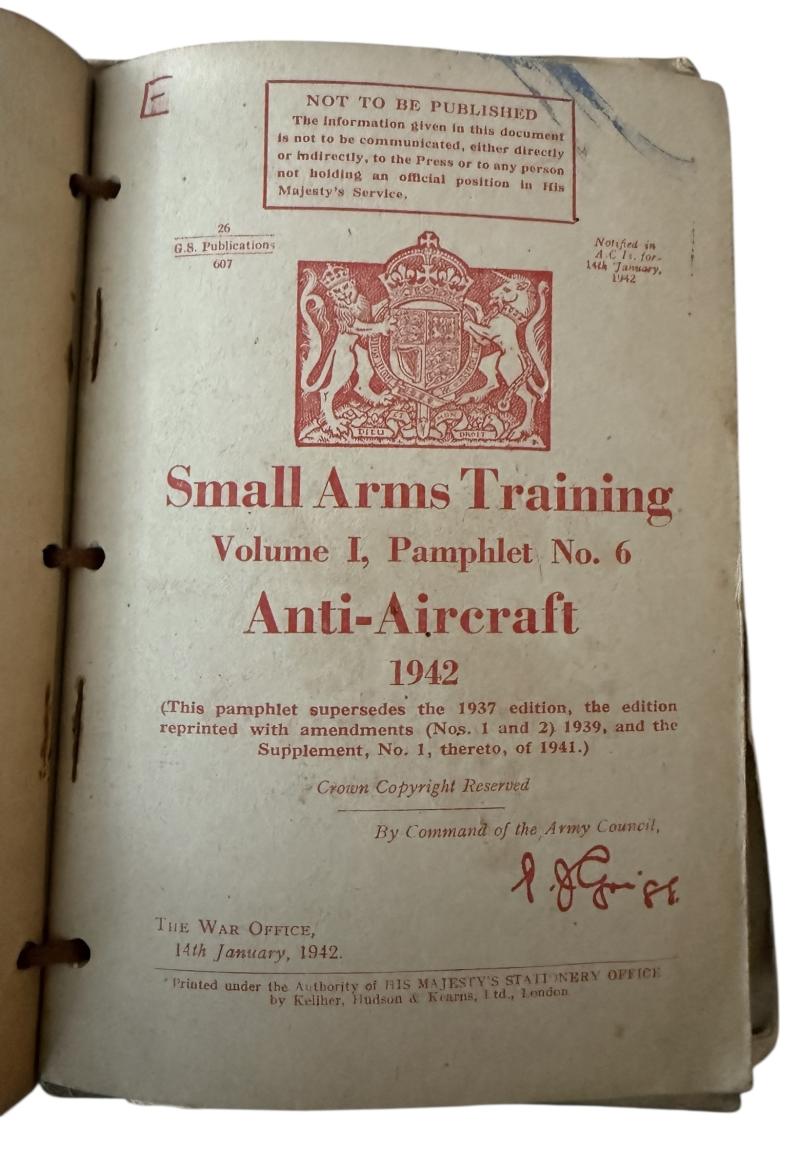 E
NOT TO BE PUBLISHED
The information given in this document
is not to be communicated, either directly
or indirectly, to the Press or to any person
not holding an official position in His
Majesty's Service.
26
G.S. Publications
607
Notified in
A.C.Is. for
14th January,
1942
DIEU ET MON DROIT
Small Arms Training
Volume I, Pamphlet No. 6
Anti-Aircraft
1942
(This pamphlet supersedes the 1937 edition, the edition
reprinted with amendments (Nos. 1 and 2) 1939, and the
Supplement, No. 1, thereto, of 1941.)
Crown Copyright Reserved
By Command of the Army Council,
P. J. Grigg
THE WAR OFFICE,
14th January, 1942.
Printed under the Authority of HIS MAJESTY'S STATIONERY OFFICE
by Keliher, Hudson & Kearns, Ltd., London